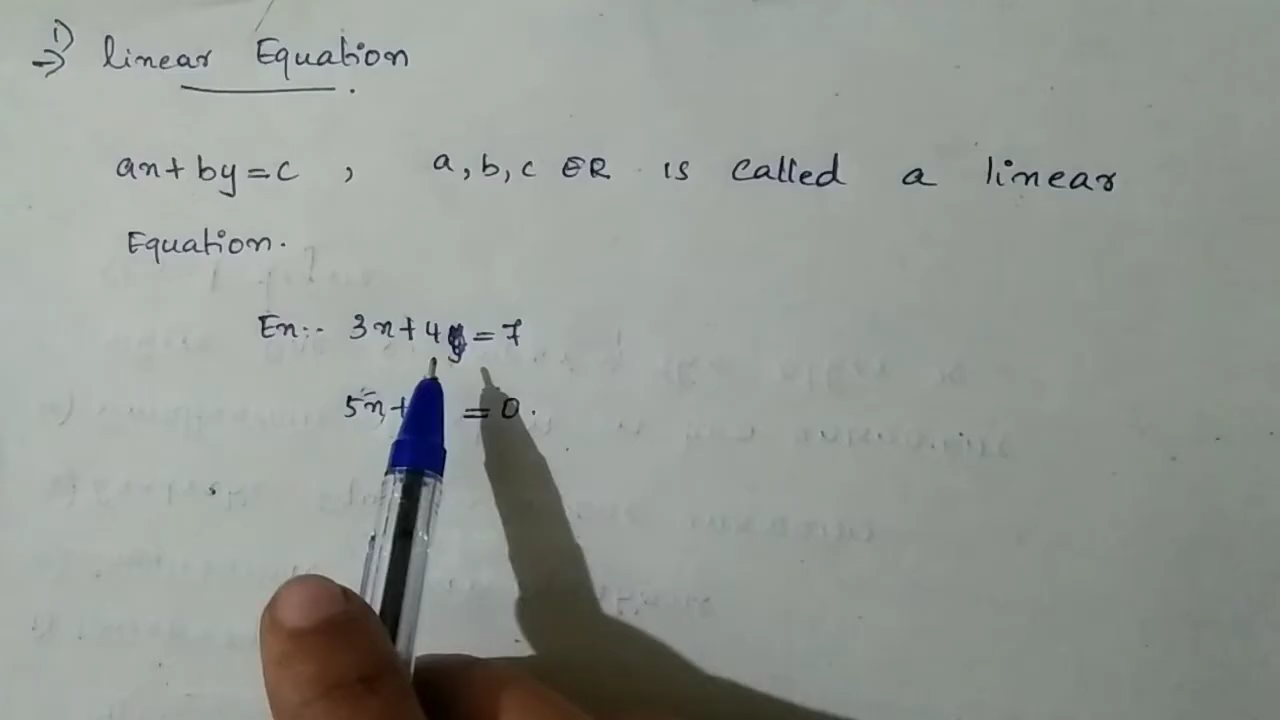 ⇒ 1) linear Equation.
ax + by = c , a, b, c ∈ R is called a linear
Equation.
Ex:- 3x + 4y = 7
5x + = 0.